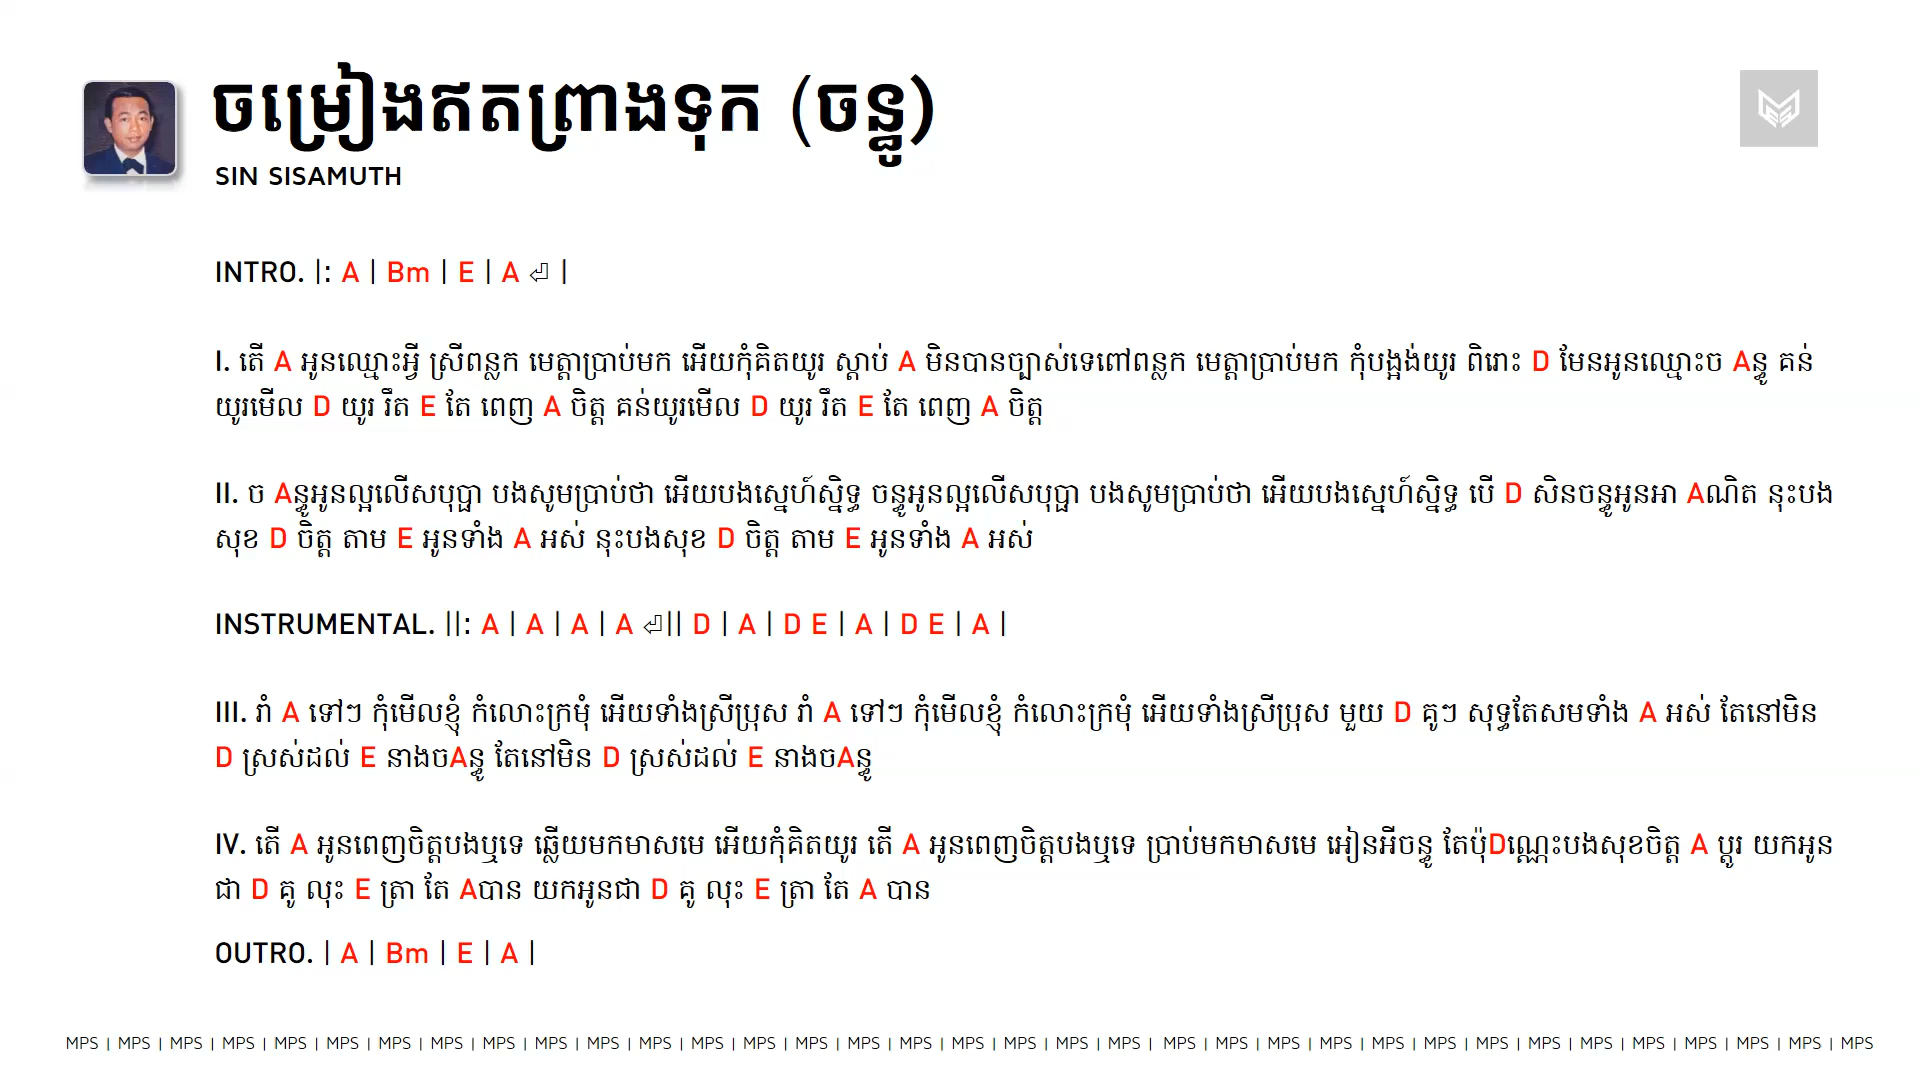 ចម្រៀងឥតព្រាងទុក (ចន្ធូ)
SIN SISAMUTH
INTRO. |: A | Bm | E | A ⏎ |
I. តើ A អូនឈ្មោះអ្វី ស្រីពន្លក មេត្តាប្រាប់មក អើយកុំគិតយូរ ស្តាប់ A មិនបានច្បាស់ទេពៅពន្លក មេត្តាប្រាប់មក កុំបង្អង់យូរ ពិរោះ D មែនអូនឈ្មោះច Aន្ធូ គន់
យូរមើល D យូរ រឹត E តែ ពេញ A ចិត្ត គន់យូរមើល D យូរ រឹត E តែ ពេញ A ចិត្ត
II. ច Aន្ធូអូនល្អលើសបុប្ផា បងសូមប្រាប់ថា អើយបងស្នេហ៍ស្និទ្ធ ចន្ធូអូនល្អលើសបុប្ផា បងសូមប្រាប់ថា អើយបងស្នេហ៍ស្និទ្ធ បើ D សិនចន្ធូអូនអា Aណិត នុះបង
សុខ D ចិត្ត តាម E អូនទាំង A អស់ នុះបងសុខ D ចិត្ត តាម E អូនទាំង A អស់
INSTRUMENTAL. ||: A | A | A | A ⏎|| D | A | D E | A | D E | A |
III. រាំ A ទៅៗ កុំមើលខ្ញុំ កំលោះក្រមុំ អើយទាំងស្រីប្រុស រាំ A ទៅៗ កុំមើលខ្ញុំ កំលោះក្រមុំ អើយទាំងស្រីប្រុស មួយ D គូៗ សុទ្ធតែសមទាំង A អស់ តែនៅមិន
D ស្រស់ដល់ E នាងចAន្ធូ តែនៅមិន D ស្រស់ដល់ E នាងចAន្ធូ
IV. តើ A អូនពេញចិត្តបងឬទេ ឆ្លើយមកមាសមេ អើយកុំគិតយូរ តើ A អូនពេញចិត្តបងឬទេ ប្រាប់មកមាសមេ អៀនអីចន្ធូ តែប៉ុDណ្ណេះបងសុខចិត្ត A ប្តូរ យកអូន
ជា D គូ លុះ E ត្រា តែ Aបាន យកអូនជា D គូ លុះ E ត្រា តែ A បាន
OUTRO. | A | Bm | E | A |
MPS | MPS | MPS | MPS | MPS | MPS | MPS | MPS | MPS | MPS | MPS | MPS | MPS | MPS | MPS | MPS | MPS | MPS | MPS | MPS | MPS | MPS | MPS | MPS | MPS | MPS | MPS | MPS | MPS | MPS | MPS | MPS | MPS | MPS | MPS